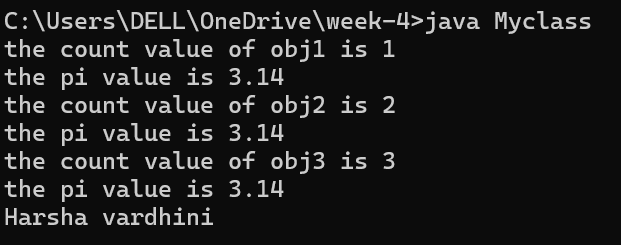 C:\Users\DELL\OneDrive\week-4>java Myclass
the count value of obj1 is 1
the pi value is 3.14
the count value of obj2 is 2
the pi value is 3.14
the count value of obj3 is 3
the pi value is 3.14
Harsha vardhini